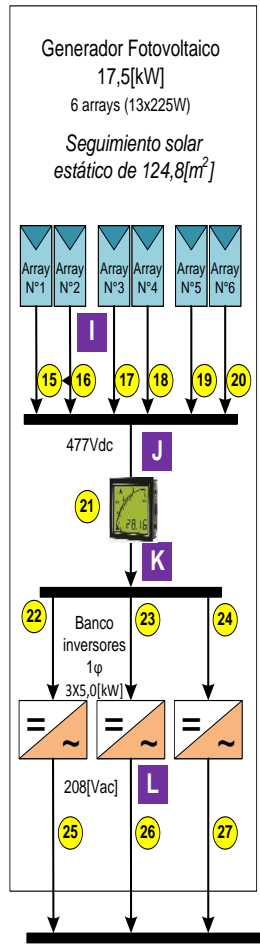 Generador Fotovoltaico
17,5[kW]
6 arrays (13x225W)
Seguimiento solar
estático de 124,8[m²]
Array N°1
Array N°2
Array N°3
Array N°4
Array N°5
Array N°6
I
15
16
17
18
19
20
477Vdc
J
21
28.16
K
22
23
24
Banco
inversores
1φ
3X5,0[kW]
= ~
= ~
= ~
208[Vac]
L
25
26
27